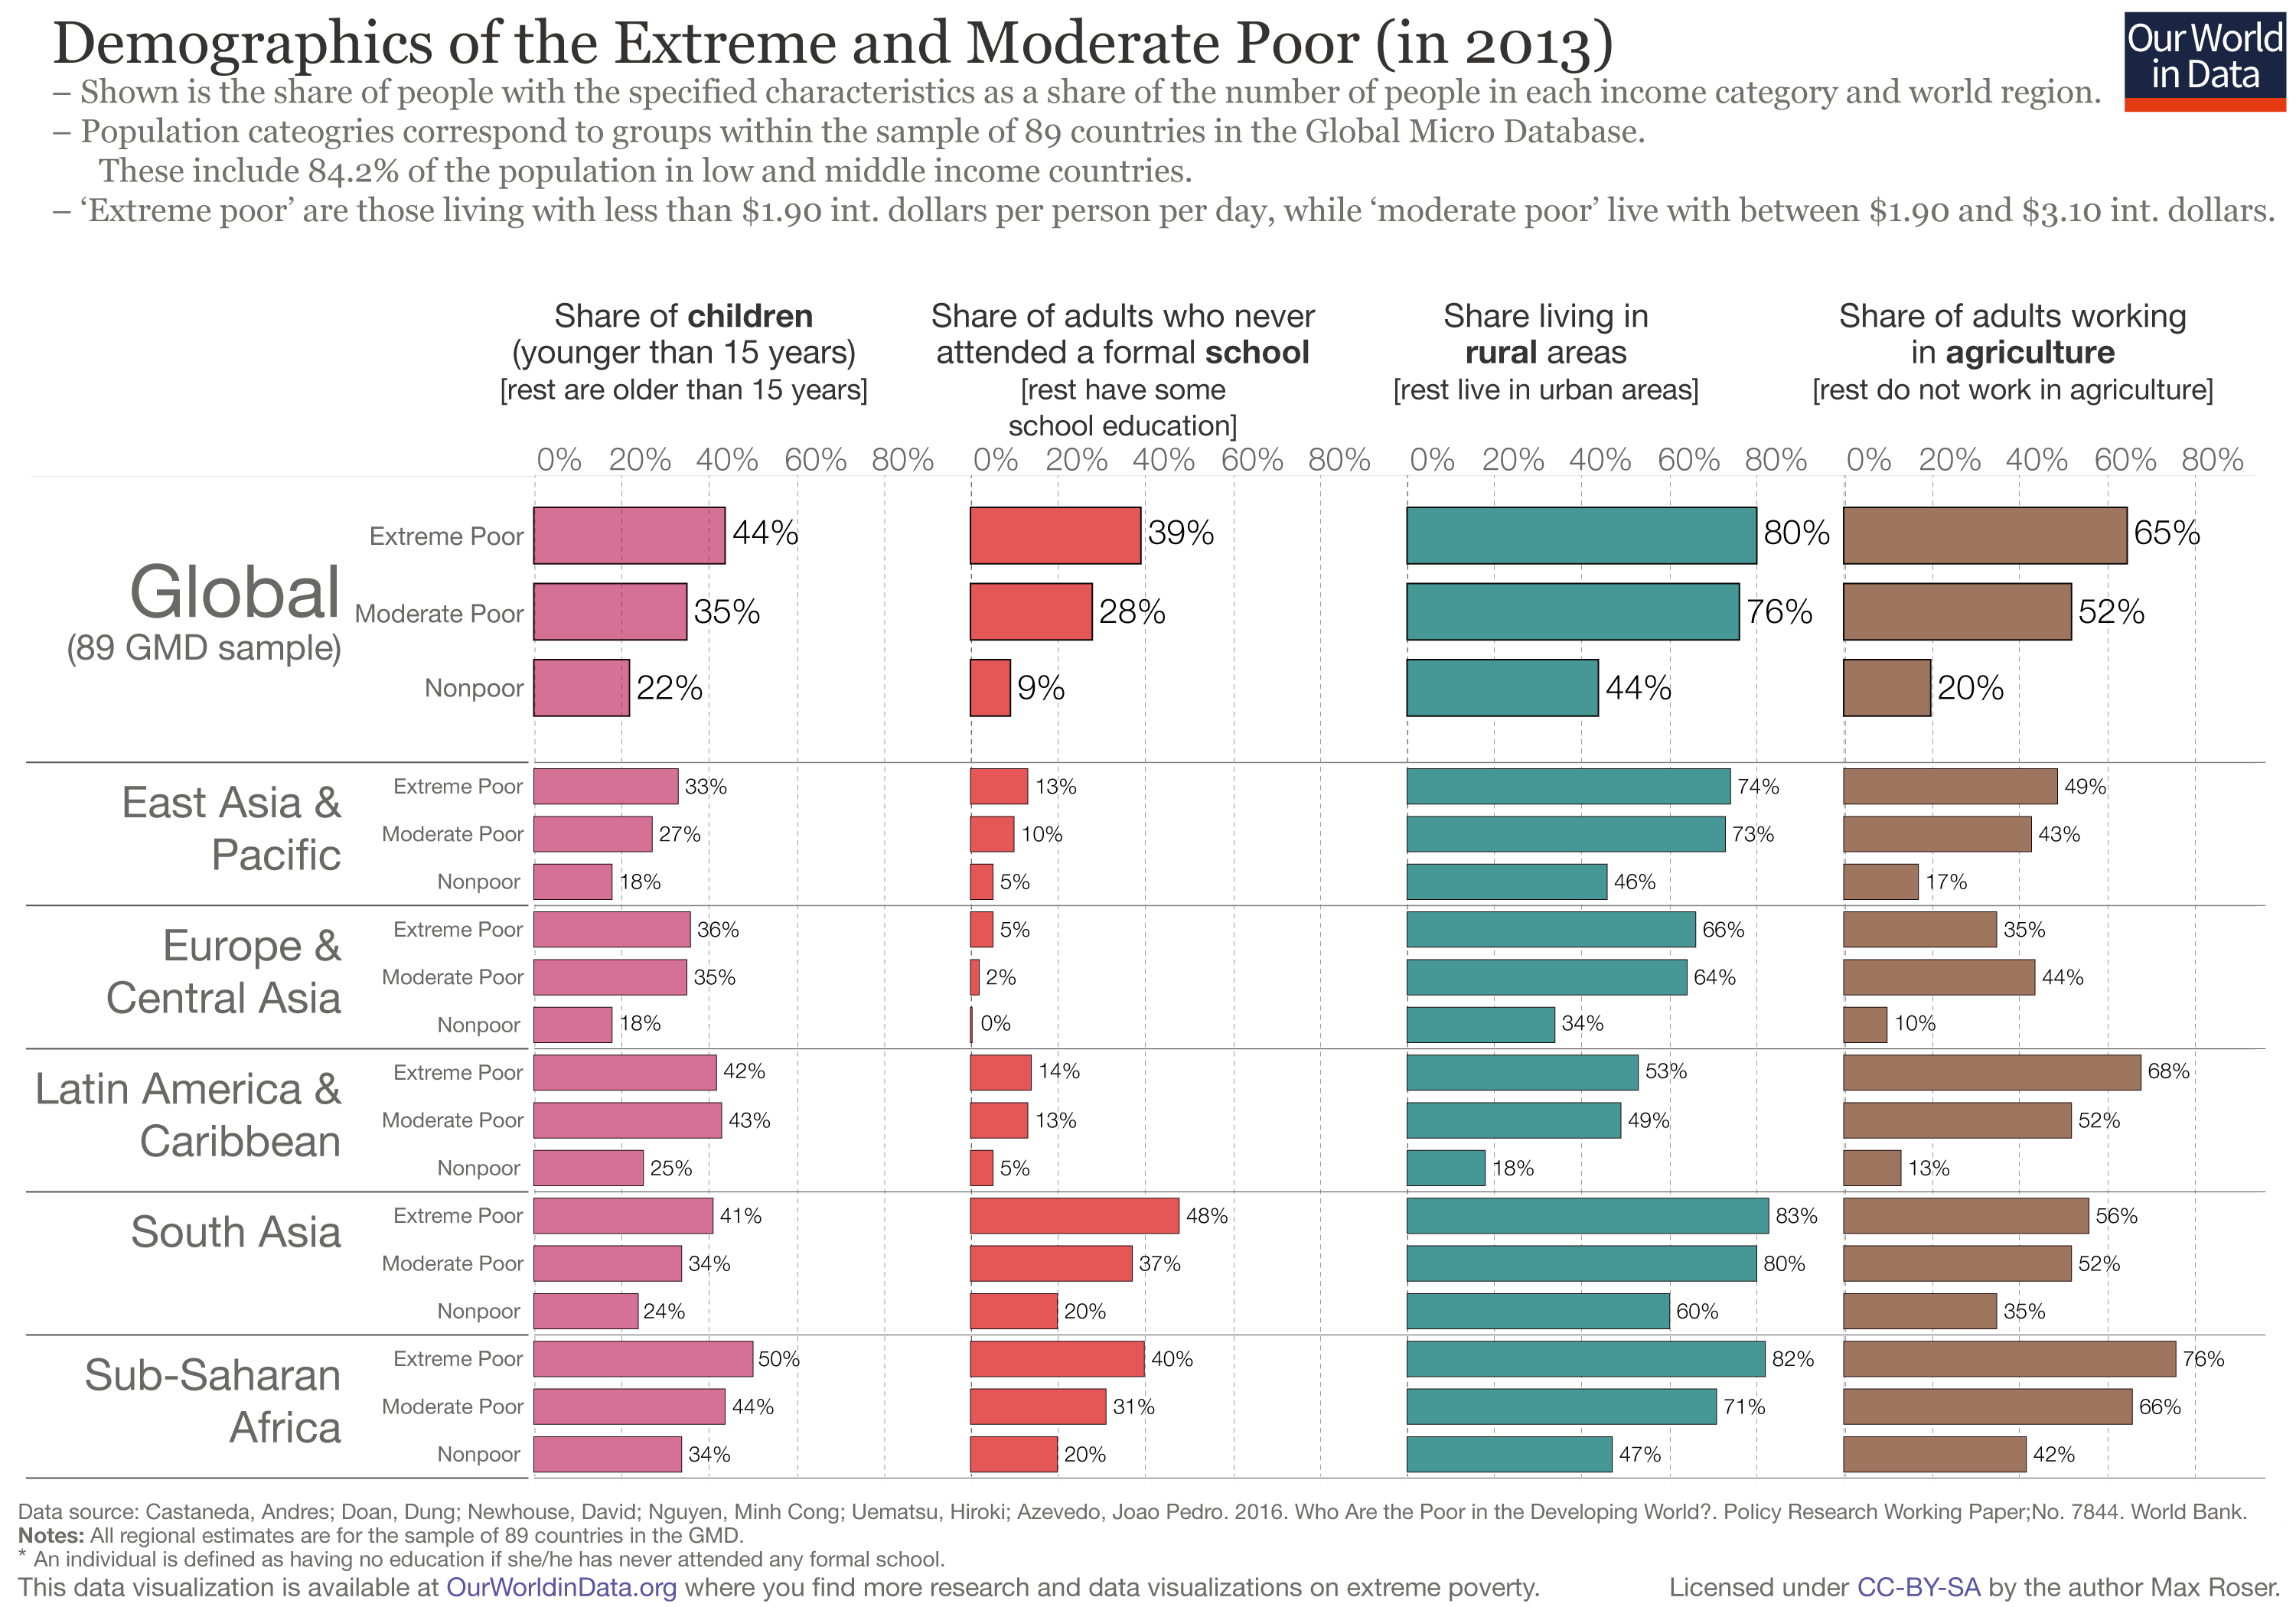 Demographics of the Extreme and Moderate Poor (in 2013)
Our World
in Data
– Shown is the share of people with the specified characteristics as a share of the number of people in each income category and world region.
– Population cateogries correspond to groups within the sample of 89 countries in the Global Micro Database.
These include 84.2% of the population in low and middle income countries.
– ‘Extreme poor’ are those living with less than $1.90 int. dollars per person per day, while ‘moderate poor’ live with between $1.90 and $3.10 int. dollars.
Share of children
(younger than 15 years)
[rest are older than 15 years]
Share of adults who never
attended a formal school
[rest have some
school education]
Share living in
rural areas
[rest live in urban areas]
Share of adults working
in agriculture
[rest do not work in agriculture]
0% 20% 40% 60% 80% 0% 20% 40% 60% 80% 0% 20% 40% 60% 80% 0% 20% 40% 60% 80%
Global
(89 GMD sample)
Extreme Poor 44% 39% 80% 65%
Moderate Poor 35% 28% 76% 52%
Nonpoor 22% 9% 44% 20%
East Asia &
Pacific
Extreme Poor 33% 13% 74% 49%
Moderate Poor 27% 10% 73% 43%
Nonpoor 18% 5% 46% 17%
Europe &
Central Asia
Extreme Poor 36% 5% 66% 35%
Moderate Poor 35% 2% 64% 44%
Nonpoor 18% 0% 34% 10%
Latin America &
Caribbean
Extreme Poor 42% 14% 53% 68%
Moderate Poor 43% 13% 49% 52%
Nonpoor 25% 5% 18% 13%
South Asia
Extreme Poor 41% 48% 83% 56%
Moderate Poor 34% 37% 80% 52%
Nonpoor 24% 20% 60% 35%
Sub-Saharan
Africa
Extreme Poor 50% 40% 82% 76%
Moderate Poor 44% 31% 71% 66%
Nonpoor 34% 20% 47% 42%
Data source: Castaneda, Andres; Doan, Dung; Newhouse, David; Nguyen, Minh Cong; Uematsu, Hiroki; Azevedo, Joao Pedro. 2016. Who Are the Poor in the Developing World?. Policy Research Working Paper;No. 7844. World Bank.
Notes: All regional estimates are for the sample of 89 countries in the GMD.
* An individual is defined as having no education if she/he has never attended any formal school.
This data visualization is available at OurWorldinData.org where you find more research and data visualizations on extreme poverty.
Licensed under CC-BY-SA by the author Max Roser.